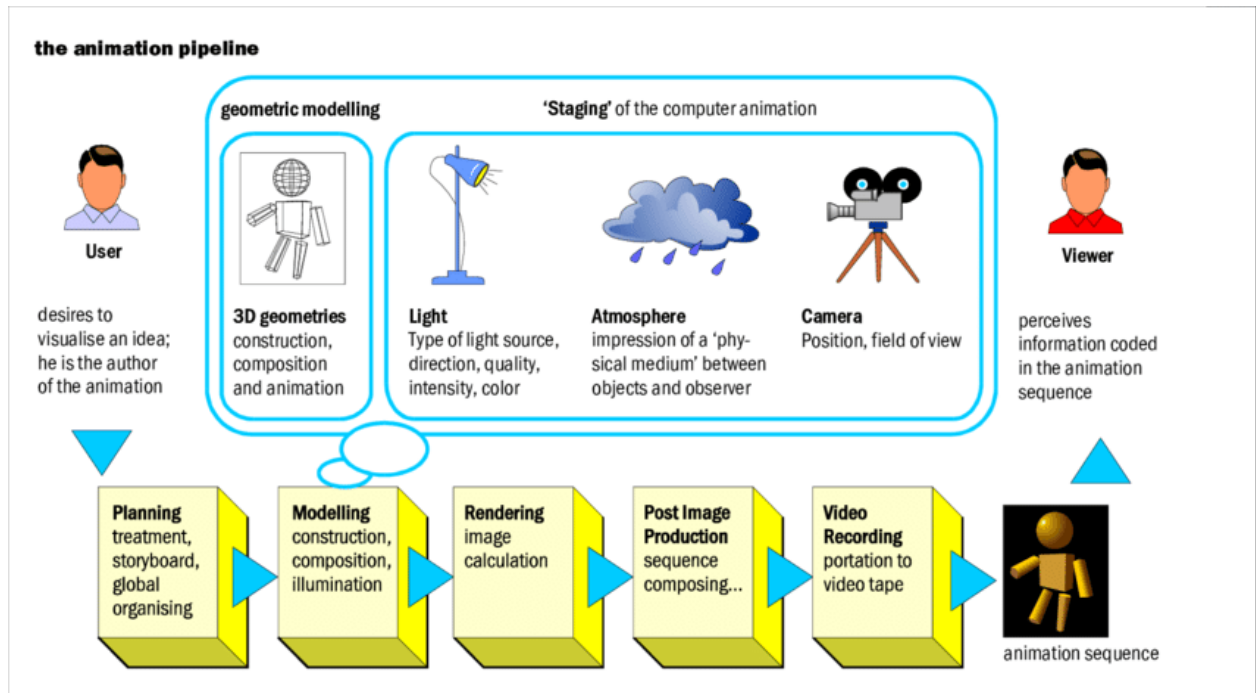 the animation pipeline
geometric modelling
'Staging' of the computer animation
User
desires to
visualise an idea;
he is the author
of the animation
3D geometries
construction,
composition
and animation
Light
Type of light source,
direction, quality,
intensity, color
Atmosphere
impression of a 'phy-
sical medium' between
objects and observer
Camera
Position, field of view
Viewer
perceives
information coded
in the animation
sequence
Planning
treatment,
storyboard,
global
organising
Modelling
construction,
composition,
illumination
Rendering
image
calculation
Post Image
Production
sequence
composing...
Video
Recording
portation to
video tape
animation sequence